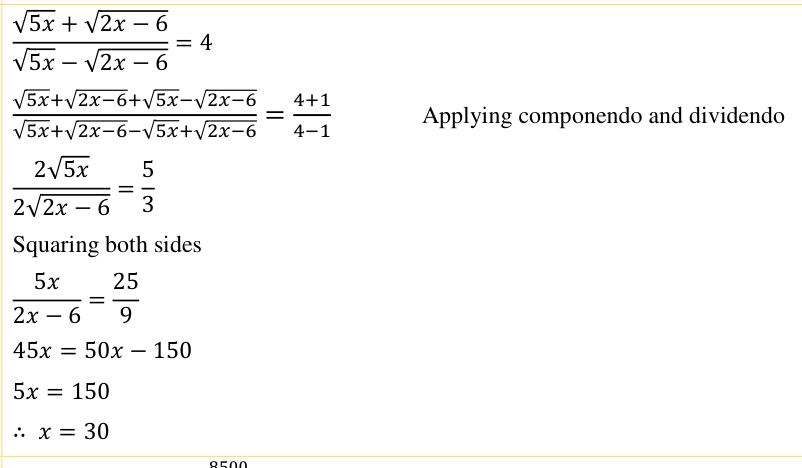 (√5x + √2x − 6)/(√5x − √2x − 6) = 4
(√5x+√2x−6+√5x−√2x−6)/(√5x+√2x−6−√5x+√2x−6) = (4+1)/(4−1) Applying componendo and dividendo
2√5x/2√2x − 6 = 5/3
Squaring both sides
5x/2x − 6 = 25/9
45x = 50x − 150
5x = 150
∴ x = 30
8500